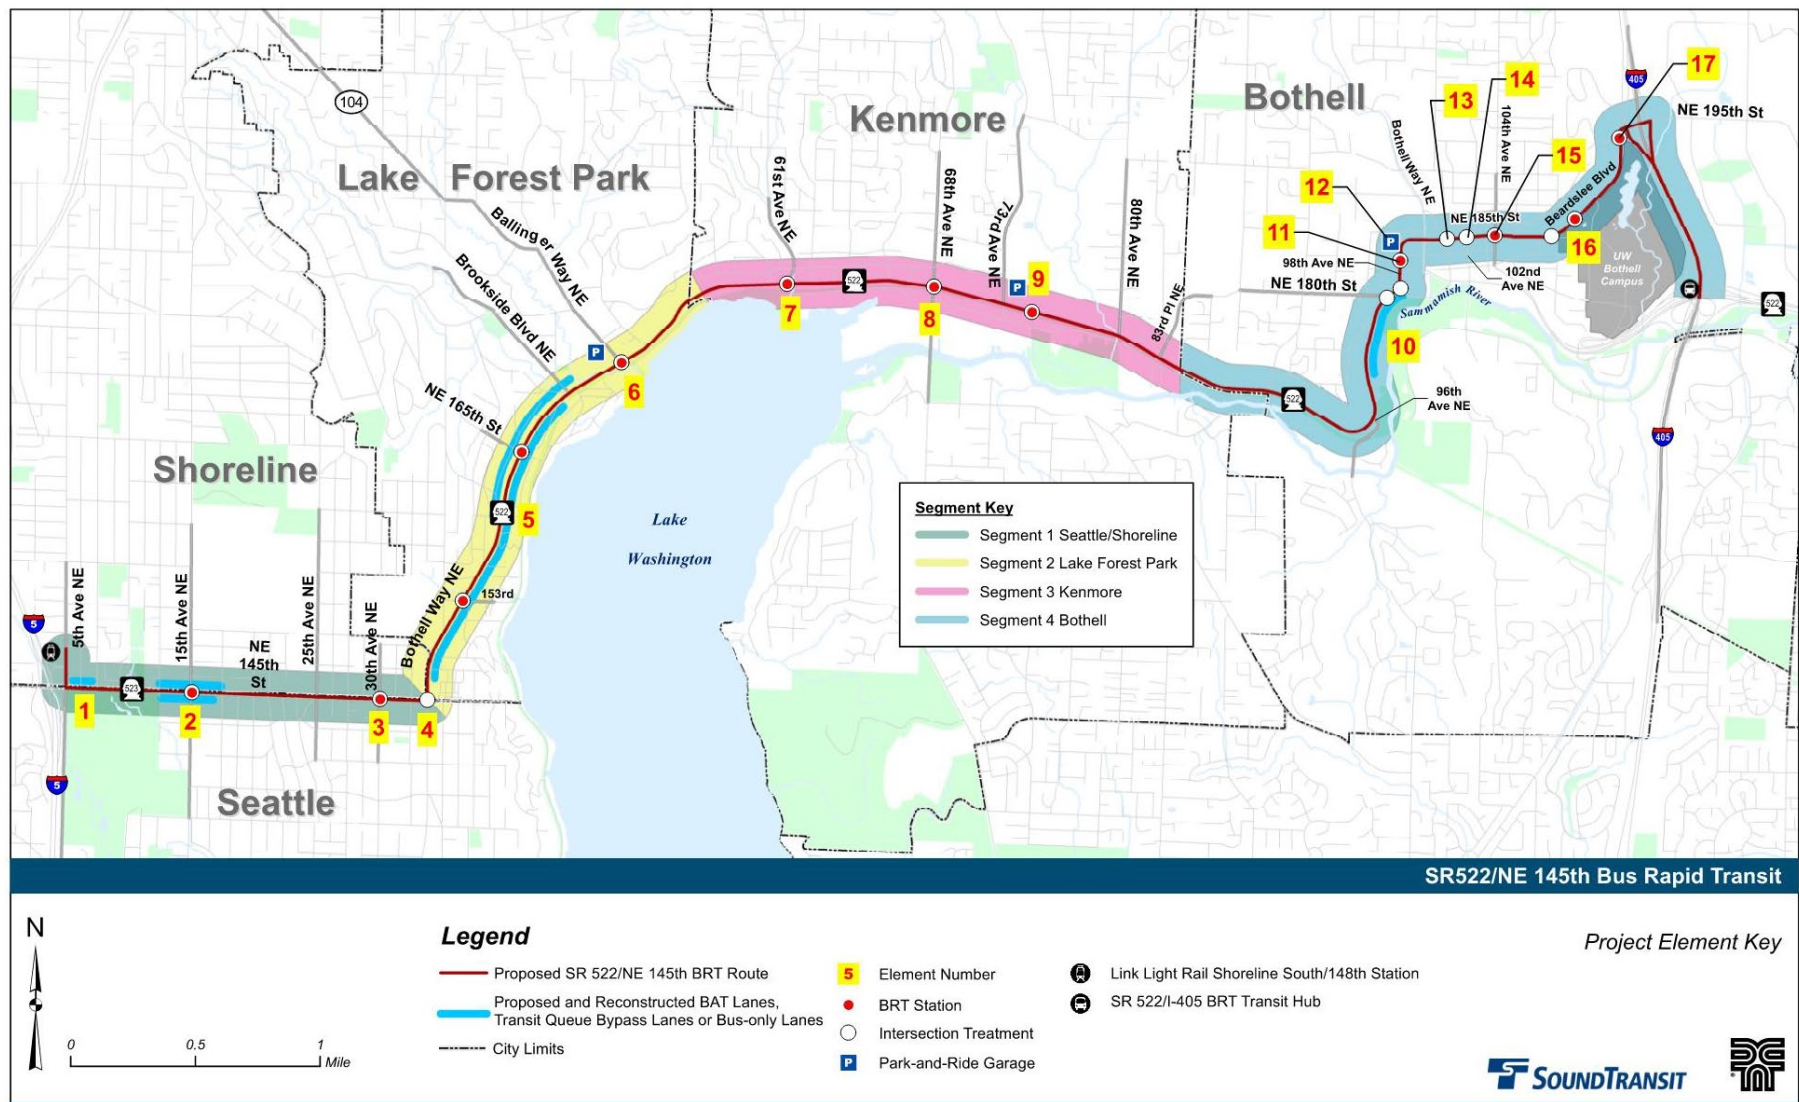 17
405
14
Bothell
13
NE 195th St
104
Kenmore
104th Ave NE
Bothell Way NE
15
Lake Forest Park
61st Ave NE
68th Ave NE
12
Beardslee Blvd
73rd Ave NE
80th Ave NE
NE 185th St
11
16
Ballinger Way NE
98th Ave NE
102nd
Ave NE
UW
Bothell
Campus
Brookside Blvd NE
522
9
P
NE 180th St
P
Sammamish River
522
7
8
83rd Pl NE
P
10
6
NE 165th St
522
96th
Ave NE
405
Shoreline
522
5
Lake
Washington
Segment Key
Segment 1 Seattle/Shoreline
Segment 2 Lake Forest Park
Segment 3 Kenmore
Segment 4 Bothell
5th Ave NE
15th Ave NE
25th Ave NE
30th Ave NE
Bothell Way NE
153rd
5
NE
145th
St
523
1
2
3
4
5
Seattle
SR522/NE 145th Bus Rapid Transit
N
Legend
Project Element Key
Proposed SR 522/NE 145th BRT Route
5
Element Number
Link Light Rail Shoreline South/148th Station
Proposed and Reconstructed BAT Lanes,
Transit Queue Bypass Lanes or Bus-only Lanes
BRT Station
SR 522/I-405 BRT Transit Hub
Intersection Treatment
City Limits
P
Park-and-Ride Garage
0 0.5 1
Mile
SOUNDTRANSIT